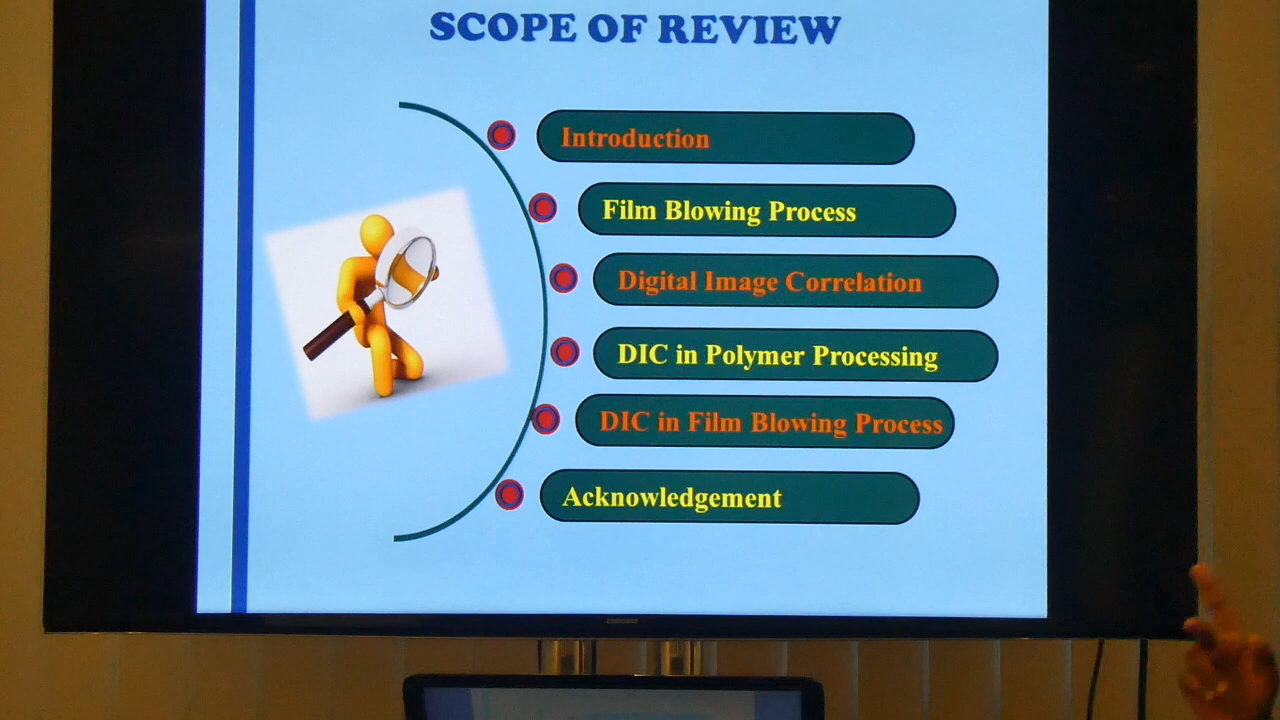 SCOPE OF REVIEW
Introduction
Film Blowing Process
Digital Image Correlation
DIC in Polymer Processing
DIC in Film Blowing Process
Acknowledgement
SAMSUNG